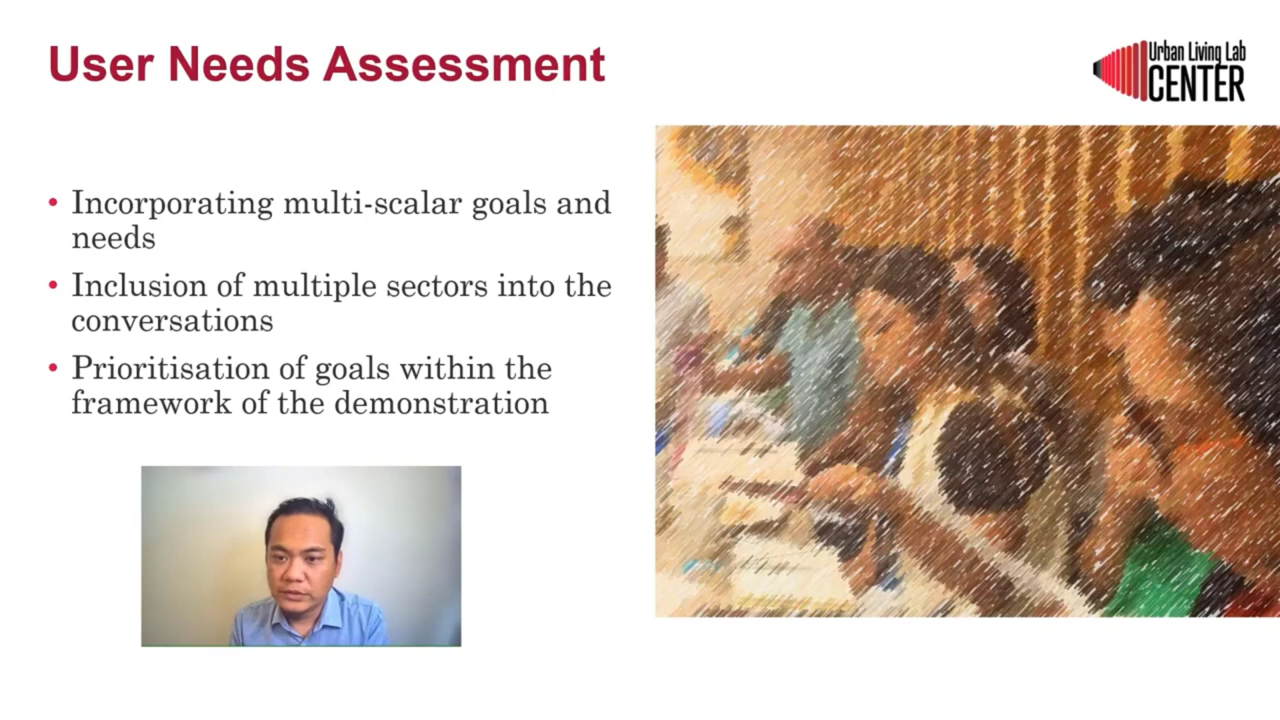 User Needs Assessment
Urban Living Lab
CENTER
• Incorporating multi-scalar goals and
needs
• Inclusion of multiple sectors into the
conversations
• Prioritisation of goals within the
framework of the demonstration